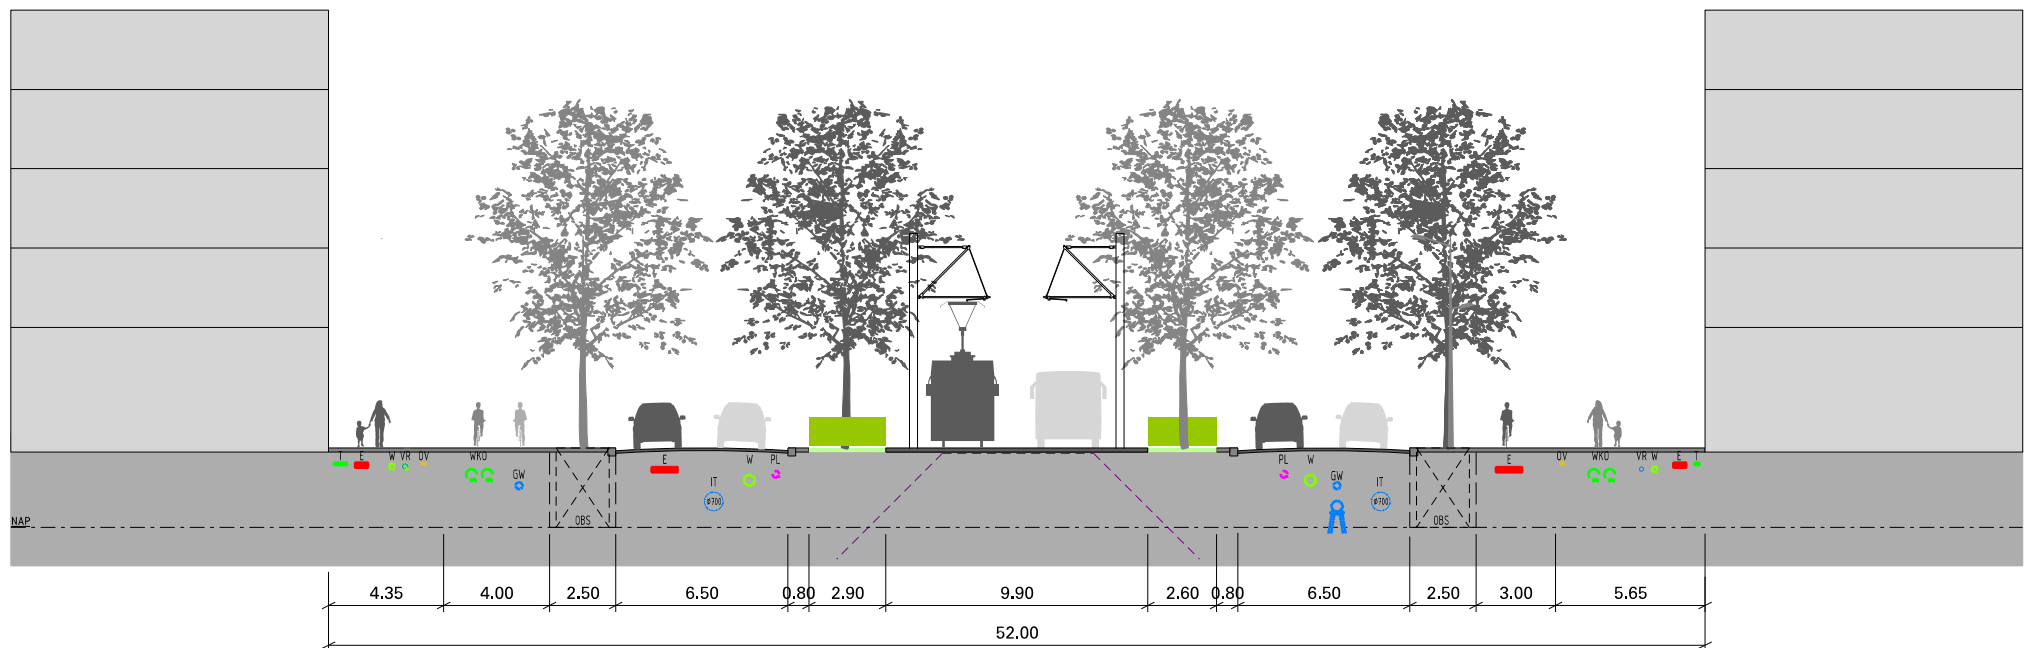 T E W VR OV WKO GW E W PL PL W E OV WKO VR W E T
IT GW IT
Φ700 Φ700
X X
NAP OBS OBS
4.35 4.00 2.50 6.50 0.80 2.90 9.90 2.60 0.80 6.50 2.50 3.00 5.65
52.00